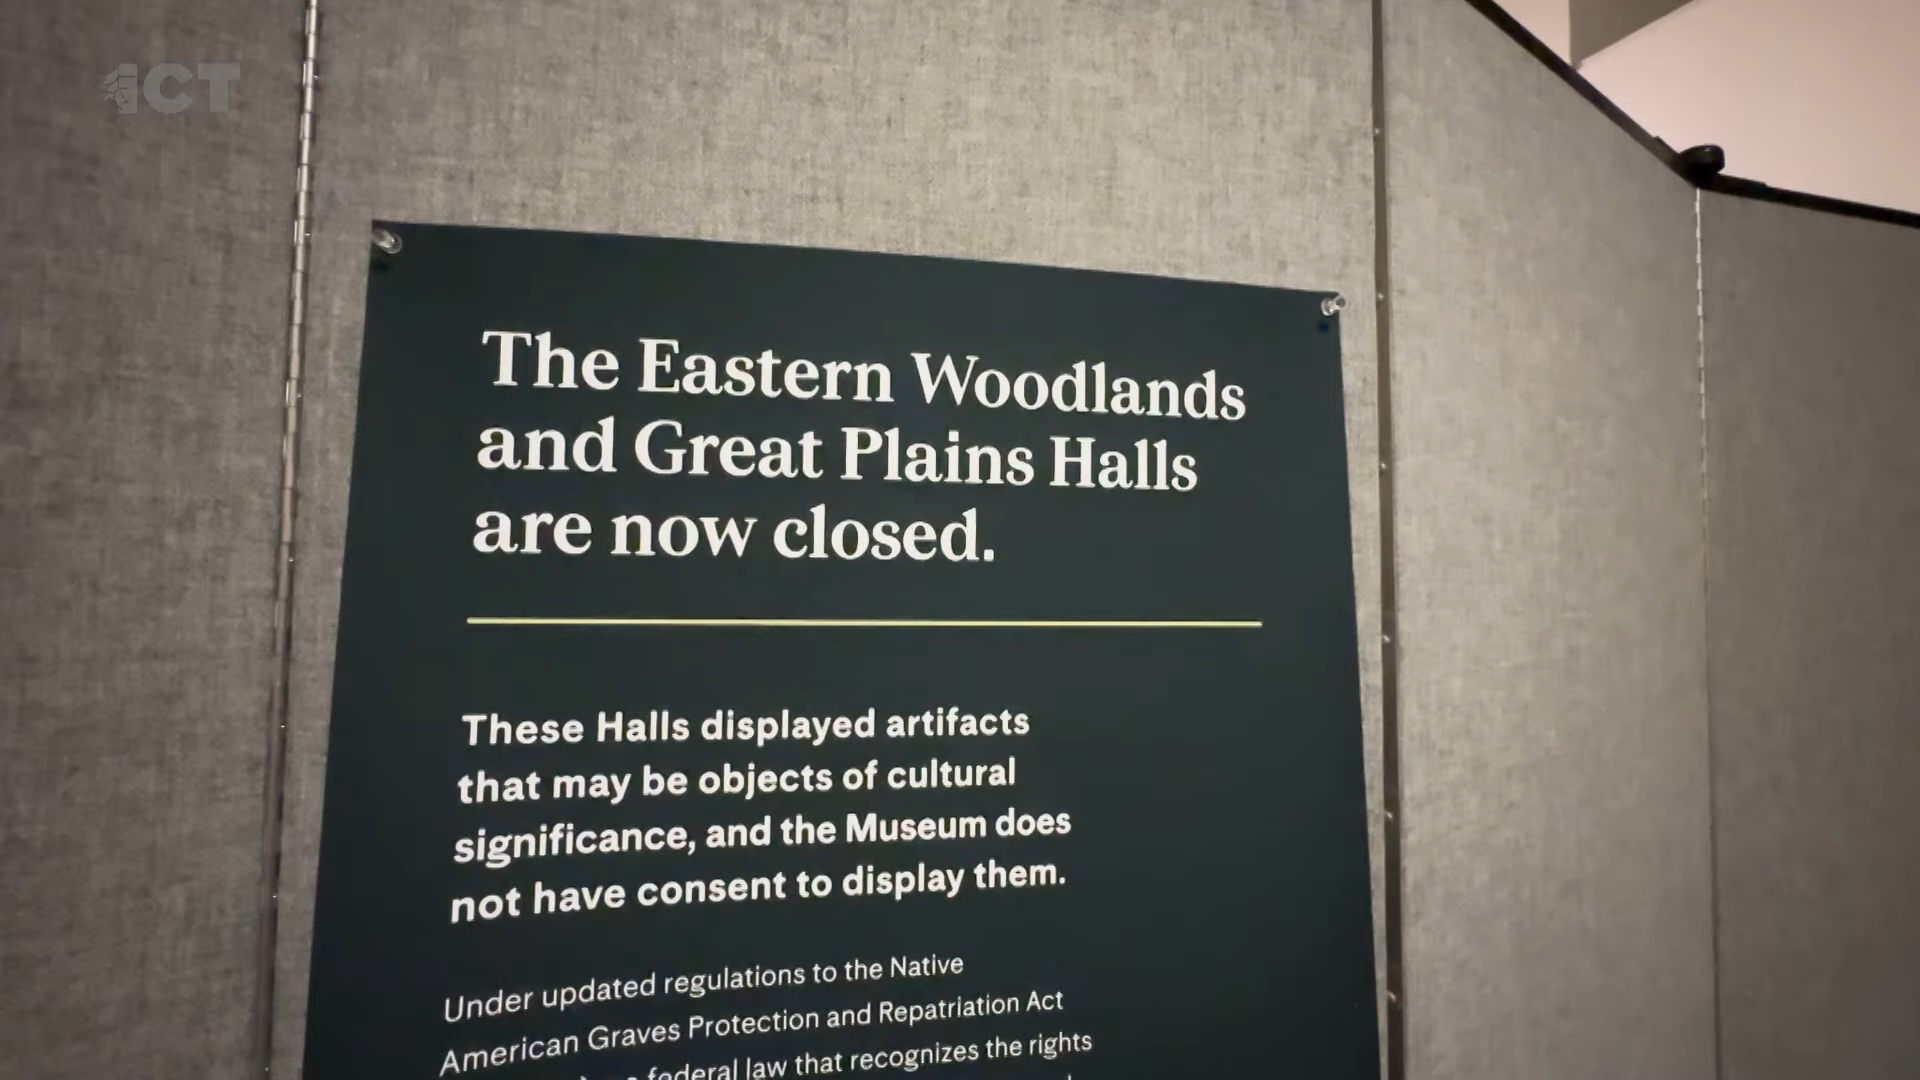 ICT
The Eastern Woodlands
and Great Plains Halls
are now closed.
These Halls displayed artifacts
that may be objects of cultural
significance, and the Museum does
not have consent to display them.
Under updated regulations to the Native
American Graves Protection and Repatriation Act
federal law that recognizes the rights